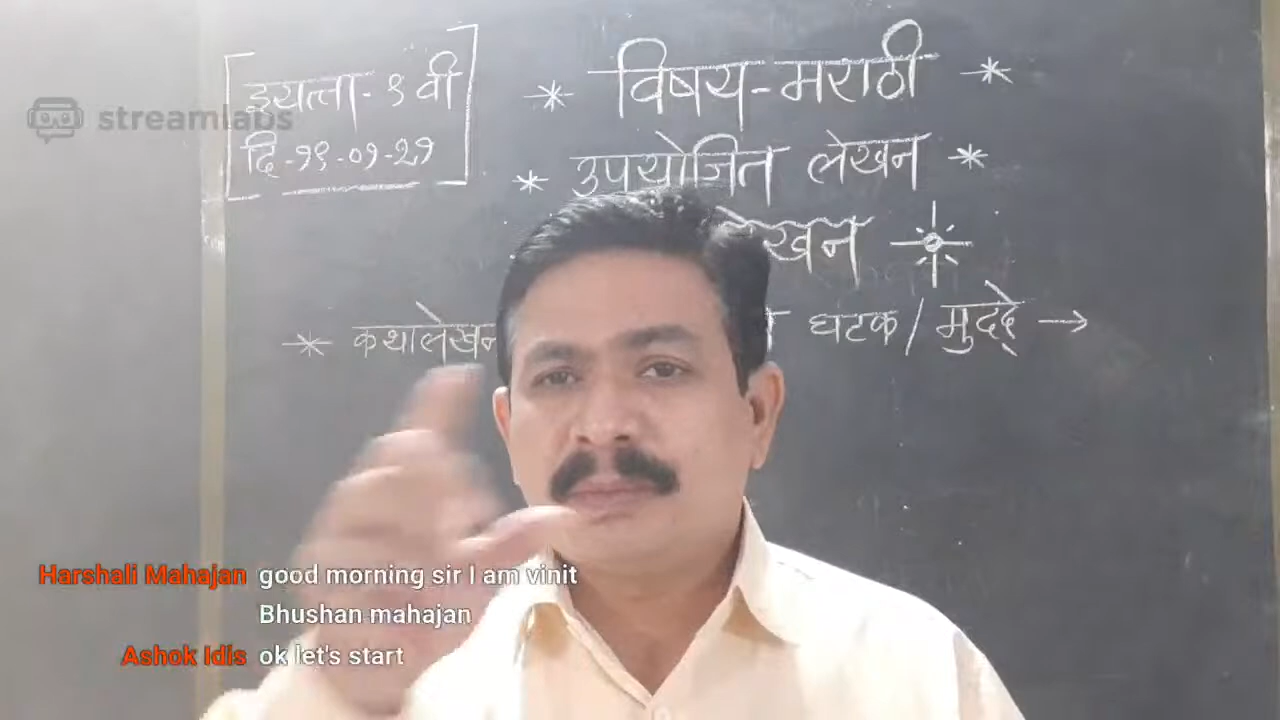 streamlabs
इयत्ता - ९ वी
दि -१९-०१-२१
* विषय-मराठी *
* उपयोजित लेखन *
लेखन
* कथालेखन घटक / मुद्दे →
Harshali Mahajan good morning sir I am vinit
Bhushan mahajan
Ashok Idis ok let's start